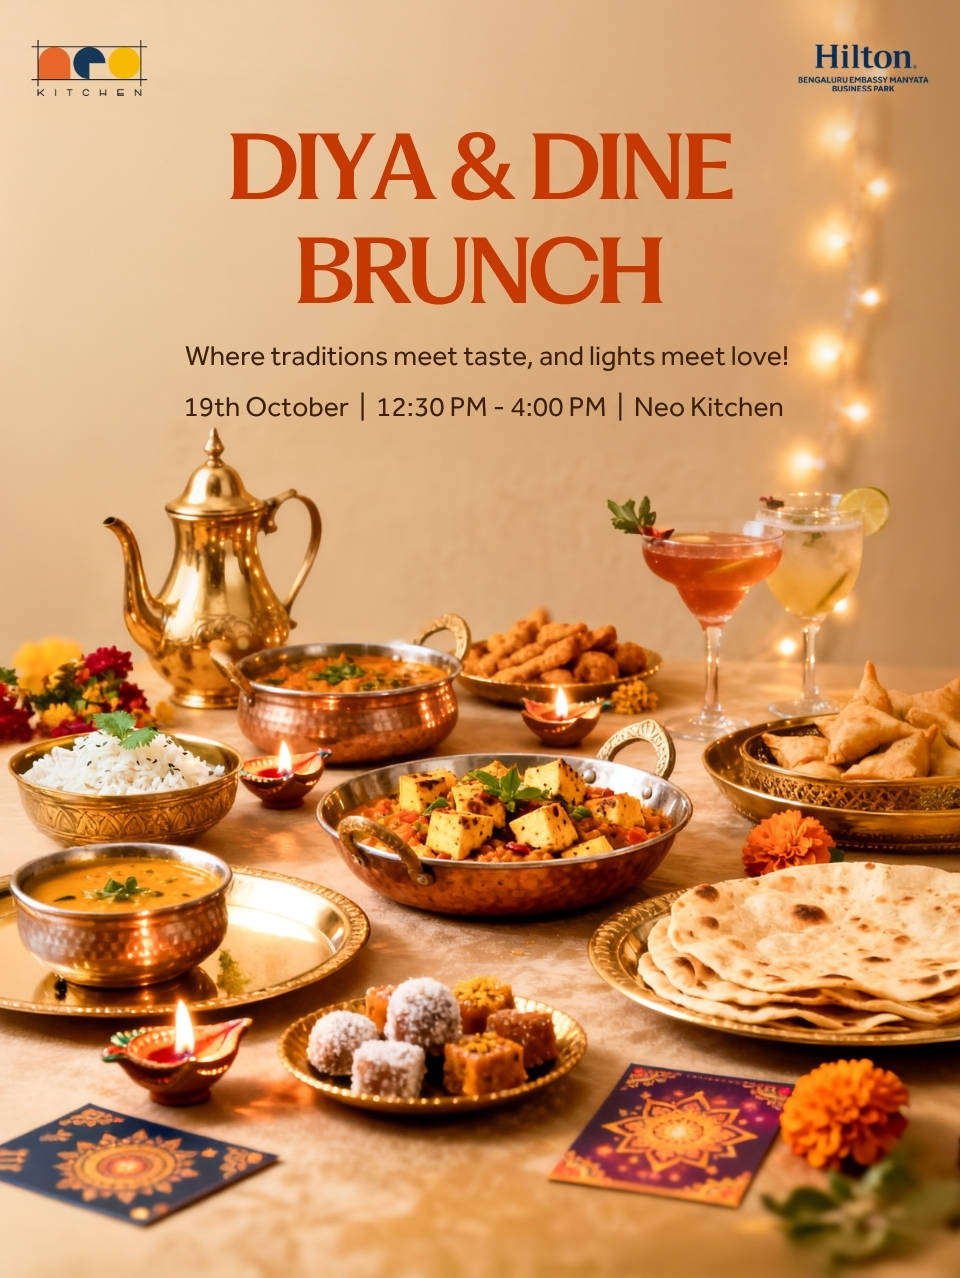 neo
KITCHEN
Hilton
BENGALURU EMBASSY MANYATA
BUSINESS PARK
DIYA & DINE
BRUNCH
Where traditions meet taste, and lights meet love!
19th October | 12:30 PM - 4:00 PM | Neo Kitchen